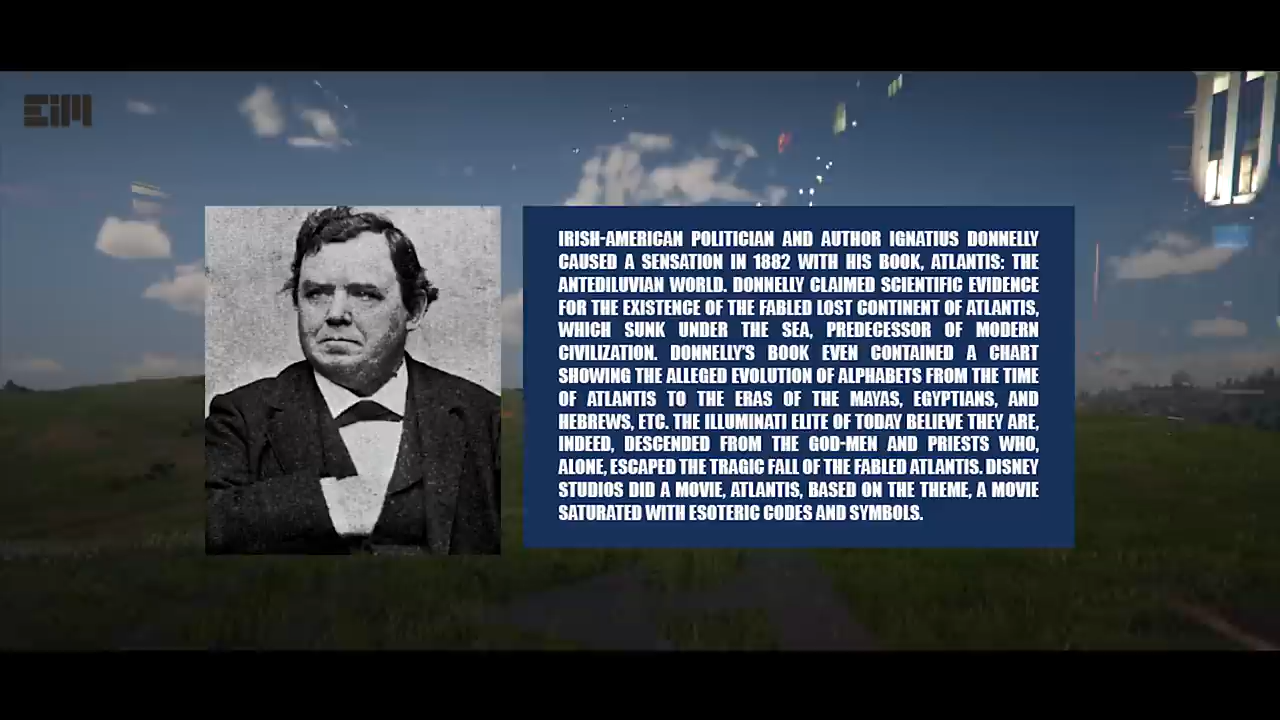 EiM
IRISH-AMERICAN POLITICIAN AND AUTHOR IGNATIUS DONNELLY
CAUSED A SENSATION IN 1882 WITH HIS BOOK, ATLANTIS: THE
ANTEDILUVIAN WORLD. DONNELLY CLAIMED SCIENTIFIC EVIDENCE
FOR THE EXISTENCE OF THE FABLED LOST CONTINENT OF ATLANTIS,
WHICH SUNK UNDER THE SEA, PREDECESSOR OF MODERN
CIVILIZATION. DONNELLY'S BOOK EVEN CONTAINED A CHART
SHOWING THE ALLEGED EVOLUTION OF ALPHABETS FROM THE TIME
OF ATLANTIS TO THE ERAS OF THE MAYAS, EGYPTIANS, AND
HEBREWS, ETC. THE ILLUMINATI ELITE OF TODAY BELIEVE THEY ARE,
INDEED, DESCENDED FROM THE GOD-MEN AND PRIESTS WHO,
ALONE, ESCAPED THE TRAGIC FALL OF THE FABLED ATLANTIS. DISNEY
STUDIOS DID A MOVIE, ATLANTIS, BASED ON THE THEME, A MOVIE
SATURATED WITH ESOTERIC CODES AND SYMBOLS.